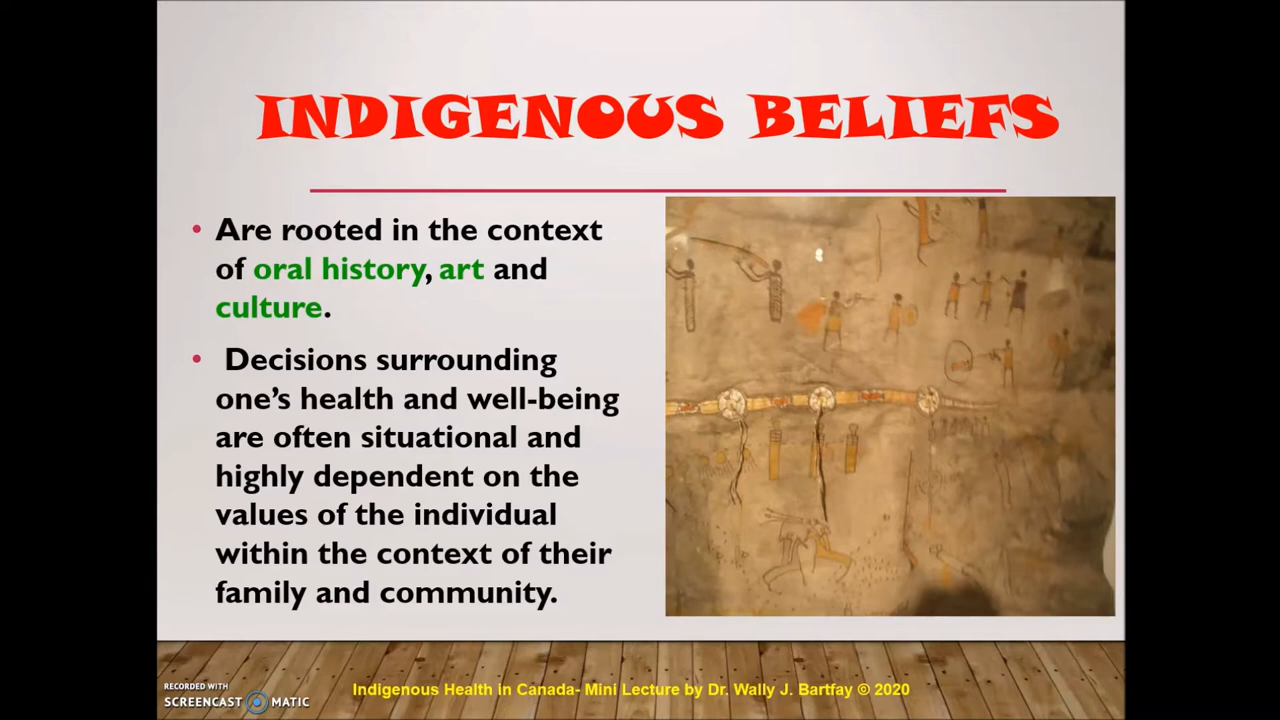 INDIGENOUS BELIEFS
Are rooted in the context
of oral history, art and
culture.
Decisions surrounding
one’s health and well-being
are often situational and
highly dependent on the
values of the individual
within the context of their
family and community.
RECORDED WITH
SCREENCAST MATIC
Indigenous Health in Canada- Mini Lecture by Dr. Wally J. Bartfay © 2020